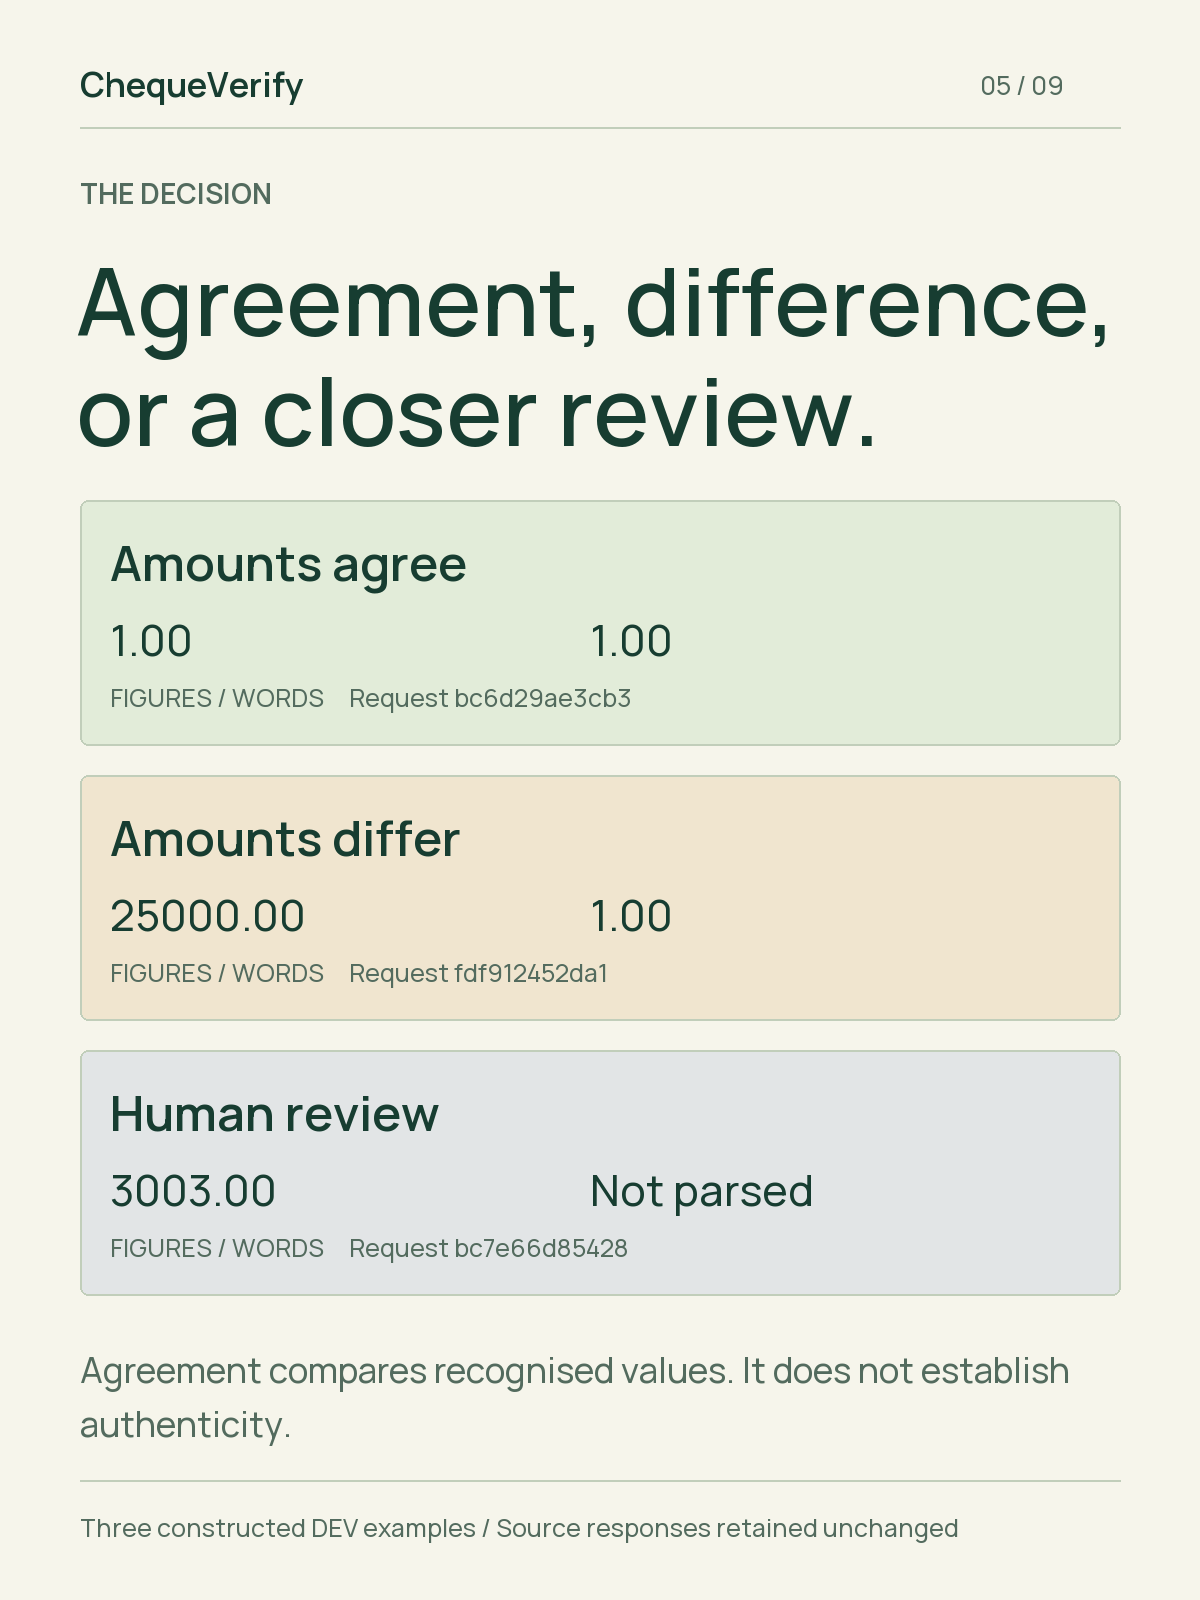 ChequeVerify 05 / 09
THE DECISION
Agreement, difference,
or a closer review.
Amounts agree
1.00 1.00
FIGURES / WORDS Request bc6d29ae3cb3
Amounts differ
25000.00 1.00
FIGURES / WORDS Request fdf912452da1
Human review
3003.00 Not parsed
FIGURES / WORDS Request bc7e66d85428
Agreement compares recognised values. It does not establish
authenticity.
Three constructed DEV examples / Source responses retained unchanged